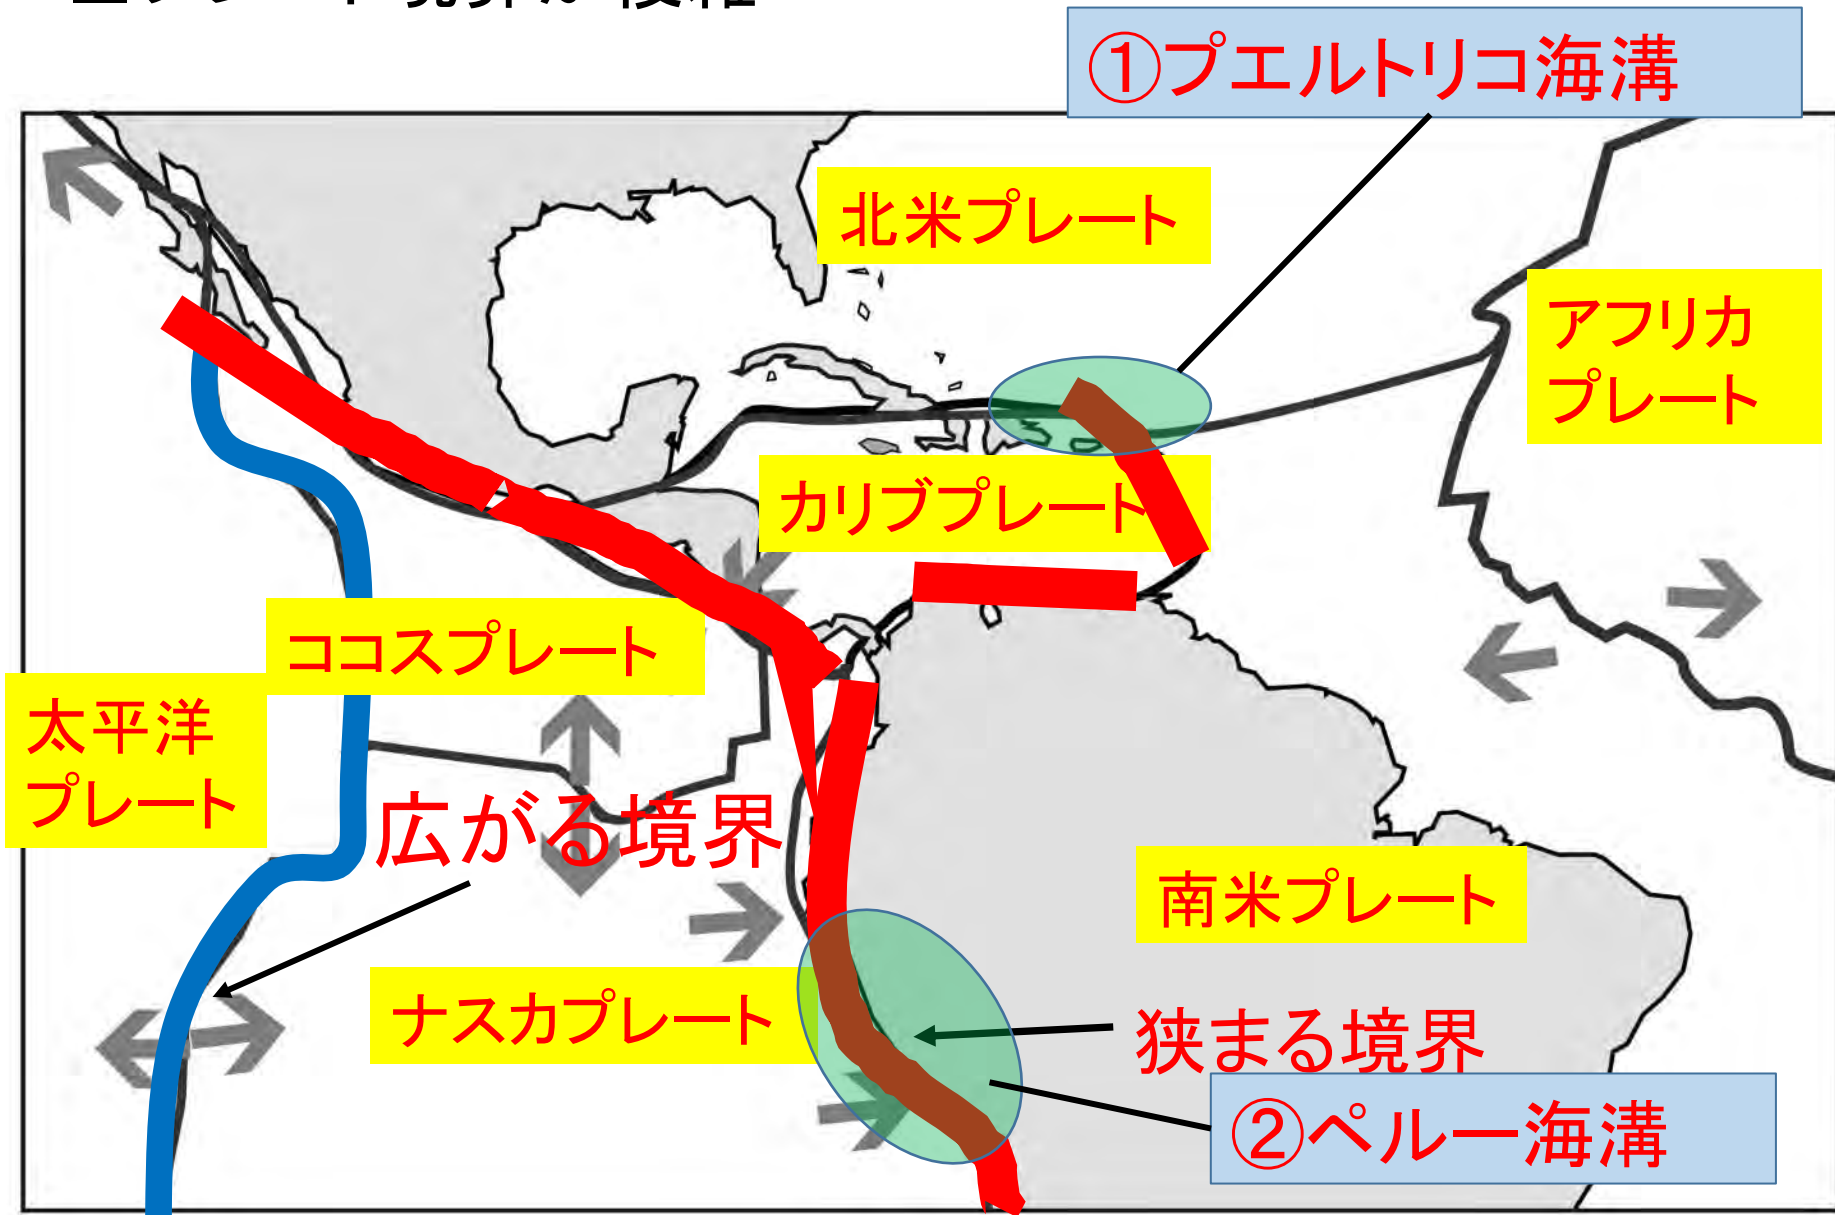 ①プエルトリコ海溝
北米プレート
アフリカ
プレート
カリブプレート
ココスプレート
太平洋
プレート
広がる境界
南米プレート
ナスカプレート
狭まる境界
②ペルー海溝